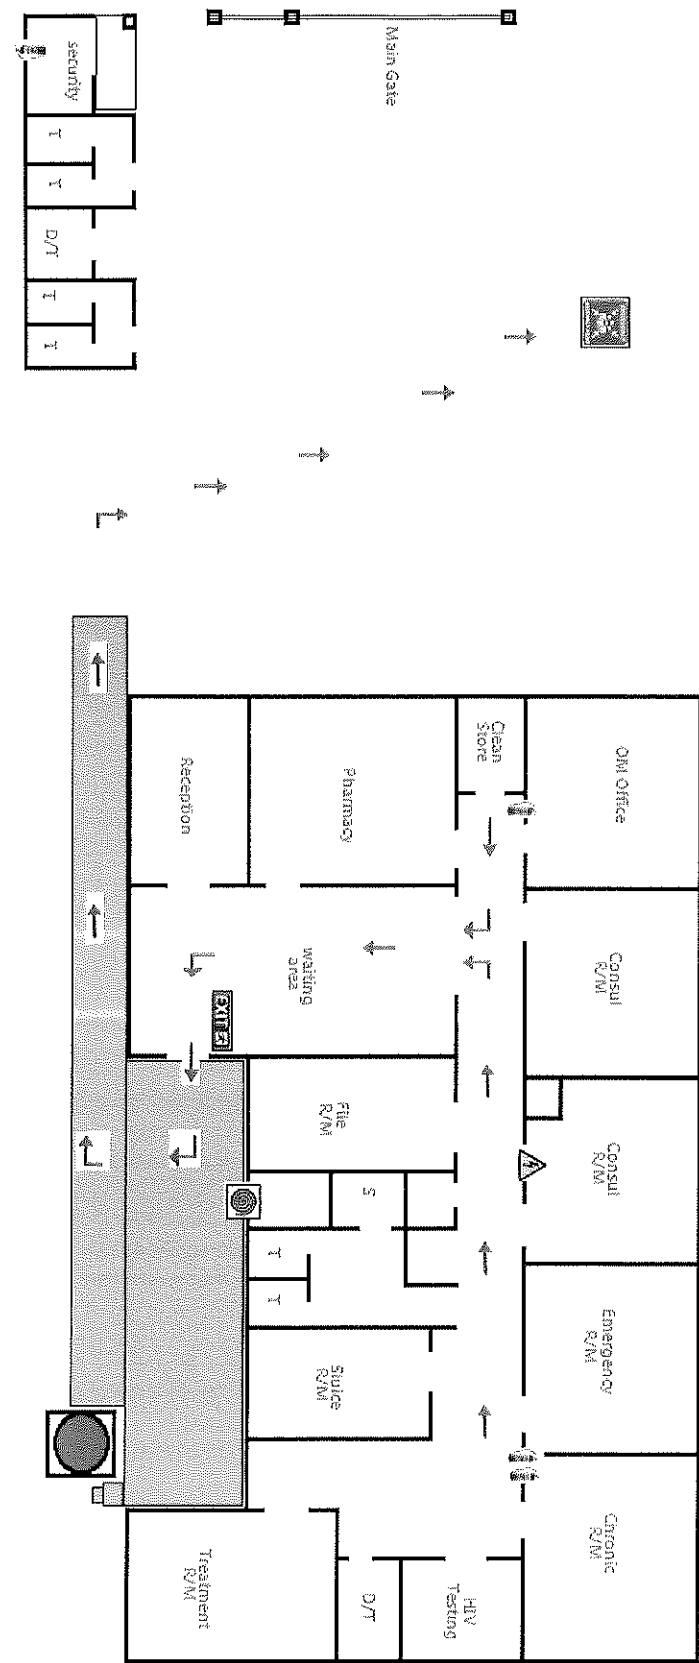 OM Office
Consul
R/M
Consul
R/M
Emergency
R/M
Chronic
R/M
Clean
Store
HIV
Testing
Main Gate
Pharmacy
waiting
area
File
R/M
S
Sluice
R/M
D/T
EXIT
T
T
Reception
Treatment
R/M
security
T
T
D/T
T
T